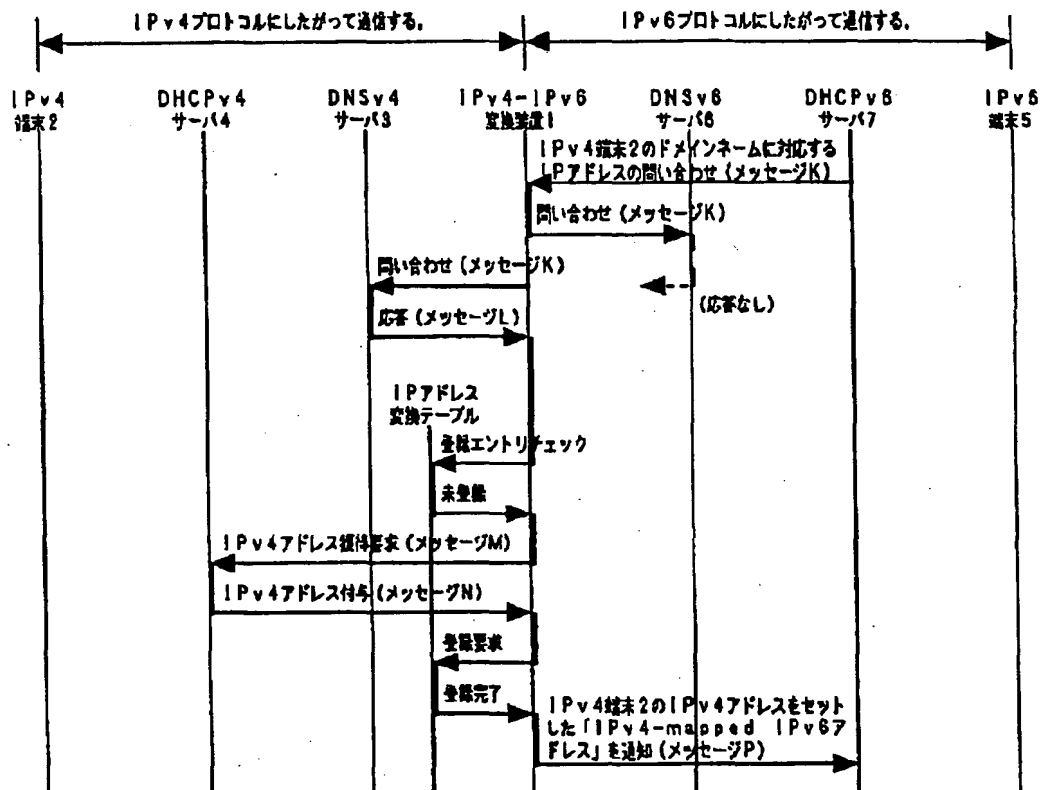 IPv4プロトコルにしたがって通信する。
IPv6プロトコルにしたがって通信する。
IPv4
端末2
DHCPv4
サーバ4
DNSv4
サーバ3
IPv4-IPv6
変換装置1
DNSv6
サーバ6
DHCPv6
サーバ7
IPv6
端末5
IPv4端末2のドメインネームに対応する
IPアドレスの問い合わせ(メッセージK)
問い合わせ(メッセージK)
問い合わせ(メッセージK)
(応答なし)
応答(メッセージL)
IPアドレス
変換テーブル
登録エントリチェック
未登録
IPv4アドレス獲得要求(メッセージM)
IPv4アドレス付与(メッセージN)
登録要求
登録完了
IPv4端末2のIPv4アドレスをセット
した「IPv4-mapped IPv6ア
ドレス」を通知(メッセージP)